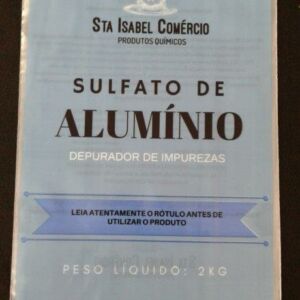 STA ISABEL COMÉRCIO
PRODUTOS QUÍMICOS
SULFATO DE
ALUMÍNIO
DEPURADOR DE IMPUREZAS
LEIA ATENTAMENTE O RÓTULO ANTES DE
UTILIZAR O PRODUTO
PESO LÍQUIDO: 2KG